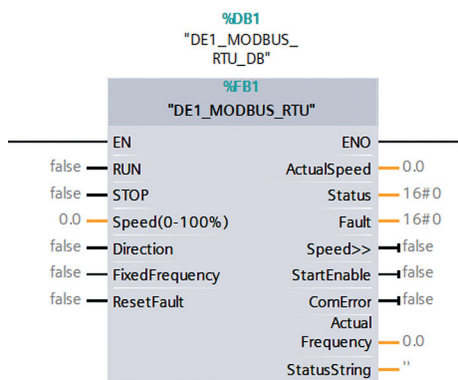 %DB1
"DE1_MODBUS_
RTU_DB"
%FB1
"DE1_MODBUS_RTU"
EN ENO
false RUN ActualSpeed 0.0
false STOP Status 16#0
0.0 Speed(0-100%) Fault 16#0
false Direction Speed>> false
false FixedFrequency StartEnable false
false ResetFault ComError false
Actual
Frequency 0.0
StatusString ''